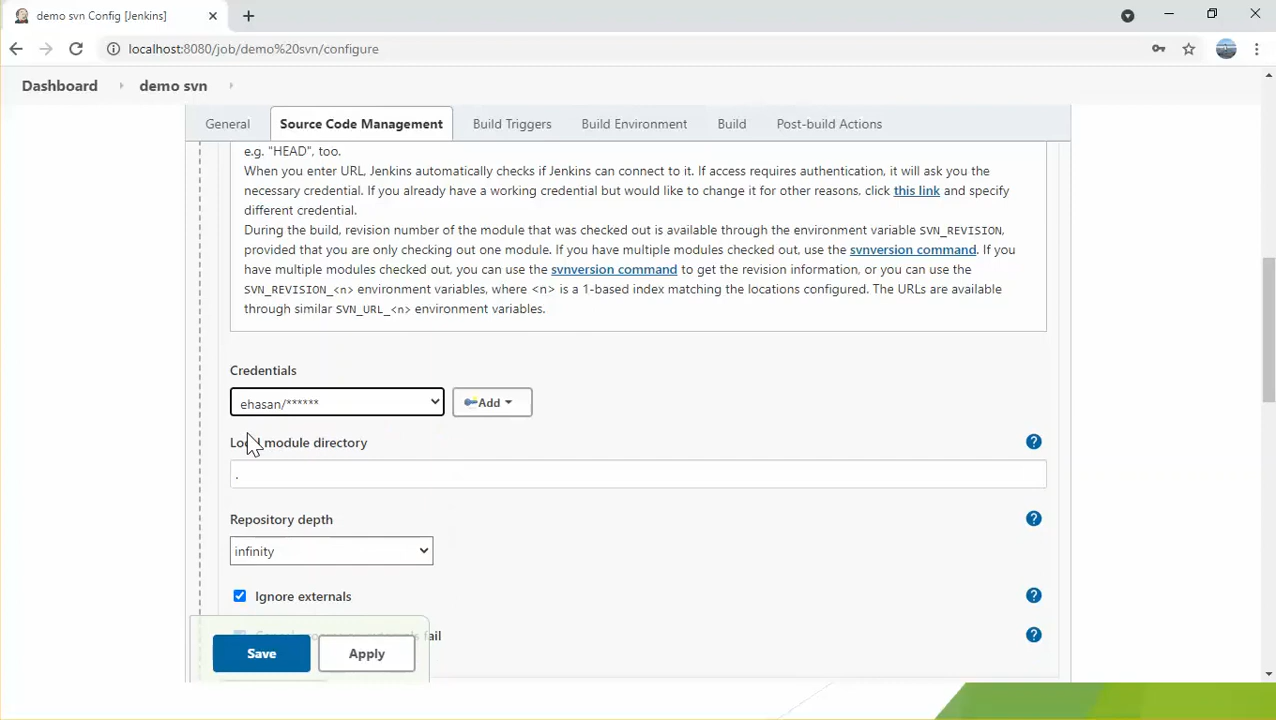 demo svn Config [Jenkins]
localhost:8080/job/demo%20svn/configure
Dashboard
demo svn
General
Source Code Management
Build Triggers
Build Environment
Build
Post-build Actions
e.g. "HEAD", too.
When you enter URL, Jenkins automatically checks if Jenkins can connect to it. If access requires authentication, it will ask you the
necessary credential. If you already have a working credential but would like to change it for other reasons, click this link and specify
different credential.
During the build, revision number of the module that was checked out is available through the environment variable SVN_REVISION,
provided that you are only checking out one module. If you have multiple modules checked out, use the svnversion command. If you
have multiple modules checked out, you can use the svnversion command to get the revision information, or you can use the
SVN_REVISION_<n> environment variables, where <n> is a 1-based index matching the locations configured. The URLs are available
through similar SVN_URL_<n> environment variables.
Credentials
ehasan/******
Add
Local module directory
.
Repository depth
infinity
Ignore externals
fail
Save
Apply